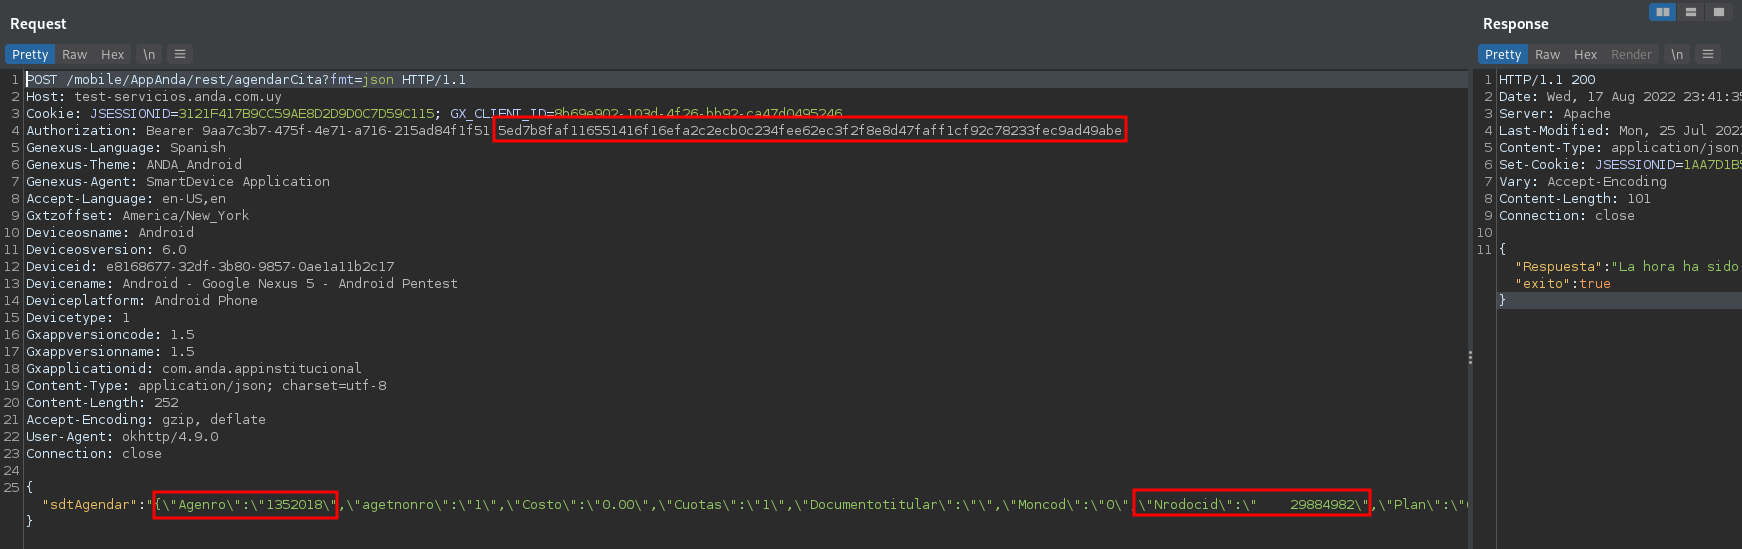 Request
Pretty Raw Hex \n
1 POST /mobile/AppAnda/rest/agendarCita?fmt=json HTTP/1.1
2 Host: test-servicios.anda.com.uy
3 Cookie: JSESSIONID=3121F417B9CC59AE8D2D9D0C7D59C115; GX_CLIENT_ID=8b69e902-103d-4f26-bb92-ca47d0495246
4 Authorization: Bearer 9aa7c3b7-475f-4e71-a716-215ad84f1f51 5ed7b8faf116551416f16efa2c2ecb0c234fee62ec3f2f8e8d47faff1cf92c78233fec9ad49abe
5 Genexus-Language: Spanish
6 Genexus-Theme: ANDA_Android
7 Genexus-Agent: SmartDevice Application
8 Accept-Language: en-US,en
9 Gxtzoffset: America/New_York
10 Deviceosname: Android
11 Deviceosversion: 6.0
12 Deviceid: e8168677-32df-3b80-9857-0ae1a11b2c17
13 Devicename: Android - Google Nexus 5 - Android Pentest
14 Deviceplatform: Android Phone
15 Devicetype: 1
16 Gxappversioncode: 1.5
17 Gxappversionname: 1.5
18 Gxapplicationid: com.anda.appinstitucional
19 Content-Type: application/json; charset=utf-8
20 Content-Length: 252
21 Accept-Encoding: gzip, deflate
22 User-Agent: okhttp/4.9.0
23 Connection: close
24
25 {
"sdtAgendar":"{\"Agenro\":\"1352018\",\"agetnonro\":\"1\",\"Costo\":\"0.00\",\"Cuotas\":\"1\",\"Documentotitular\":\"\",\"Moncod\":\"0\",\"Nrodocid\":\"    29884982\",\"Plan\":\"
}
Response
Pretty Raw Hex Render \n
1 HTTP/1.1 200
2 Date: Wed, 17 Aug 2022 23:41:35
3 Server: Apache
4 Last-Modified: Mon, 25 Jul 2022
5 Content-Type: application/json
6 Set-Cookie: JSESSIONID=1AA7D1B5
7 Vary: Accept-Encoding
8 Content-Length: 101
9 Connection: close
10
11 {
"Respuesta":"La hora ha sido
"exito":true
}